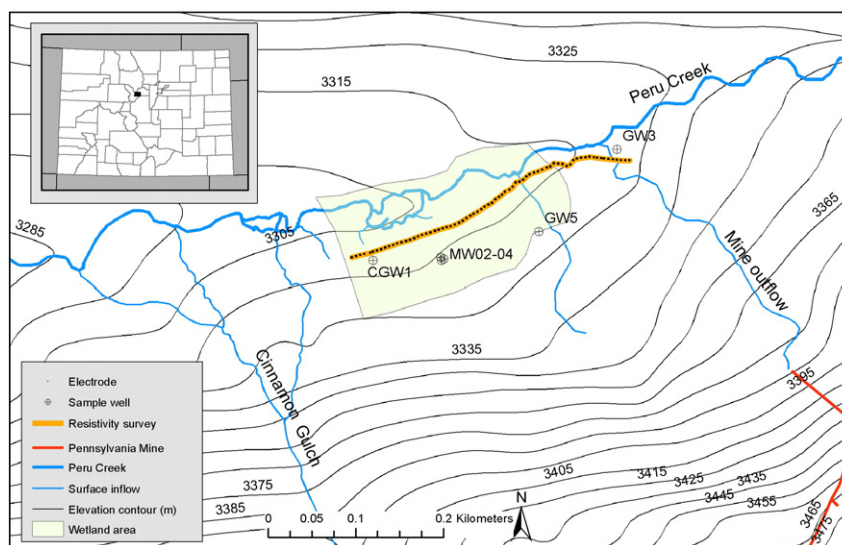 3325
3315
Peru Creek
GW3
3365
3285
3305
GW5
CGW1
MW02-04
Mine outflow
3335
3395
Cinnamon Gulch
Electrode
Sample well
Resistivity survey
Pennsylvania Mine
Peru Creek
Surface inflow
Elevation contour (m)
Wetland area
3375
3385
3405
3415
3425
3435
3445
3455
3465
3475
N
0 0.05 0.1 0.2 Kilometers